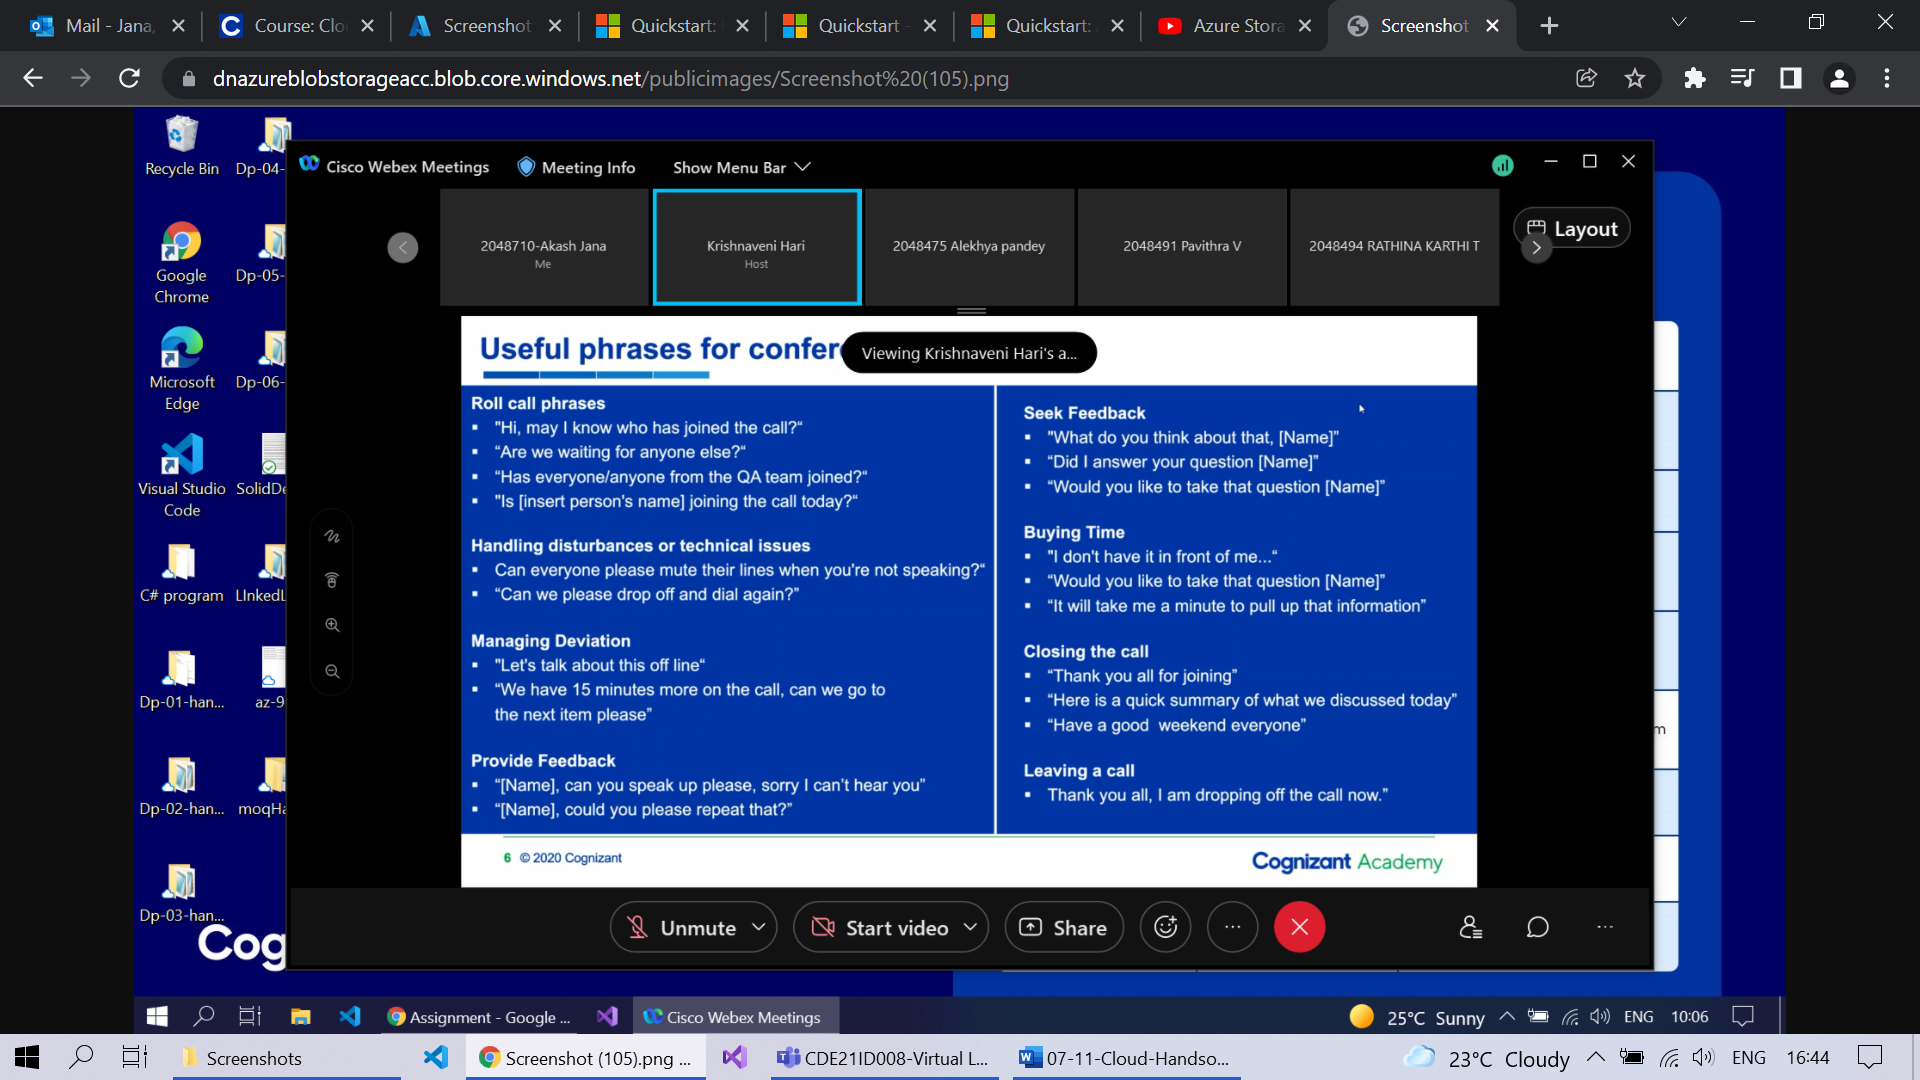 Mail - Jana,
Course: Clo
Screenshot
Quickstart:
Quickstart -
Quickstart:
Azure Stora
Screenshot
dnazureblobstorageacc.blob.core.windows.net/publicimages/Screenshot%20(105).png
Recycle Bin
Dp-04-
Google
Chrome
Dp-05-
Microsoft
Edge
Dp-06-
Visual Studio
Code
SolidDe
C# program
LInkedL
Dp-01-han...
az-9
Dp-02-han...
moqHa
Dp-03-han...
Cog
Cisco Webex Meetings
Meeting Info
Show Menu Bar
2048710-Akash Jana
Me
Krishnaveni Hari
Host
2048475 Alekhya pandey
2048491 Pavithra V
2048494 RATHINA KARTHI T
Layout
Useful phrases for confer
Viewing Krishnaveni Hari's a...
Roll call phrases
▪ "Hi, may I know who has joined the call?“
▪ “Are we waiting for anyone else?“
▪ “Has everyone/anyone from the QA team joined?“
▪ "Is [insert person's name] joining the call today?“
Handling disturbances or technical issues
▪ Can everyone please mute their lines when you're not speaking?“
▪ “Can we please drop off and dial again?”
Managing Deviation
▪ "Let's talk about this off line“
▪ “We have 15 minutes more on the call, can we go to
the next item please”
Provide Feedback
▪ “[Name], can you speak up please, sorry I can’t hear you”
▪ “[Name], could you please repeat that?”
Seek Feedback
▪ "What do you think about that, [Name]”
▪ “Did I answer your question [Name]”
▪ “Would you like to take that question [Name]”
Buying Time
▪ "I don't have it in front of me...“
▪ “Would you like to take that question [Name]”
▪ “It will take me a minute to pull up that information”
Closing the call
▪ “Thank you all for joining”
▪ “Here is a quick summary of what we discussed today”
▪ “Have a good weekend everyone”
Leaving a call
▪ Thank you all, I am dropping off the call now.”
6 © 2020 Cognizant
Cognizant Academy
m
Unmute
Start video
Share
Assignment - Google ...
Cisco Webex Meetings
25°C Sunny
ENG
10:06
Screenshots
Screenshot (105).png ...
CDE21ID008-Virtual L...
07-11-Cloud-Handso...
23°C Cloudy
ENG
16:44